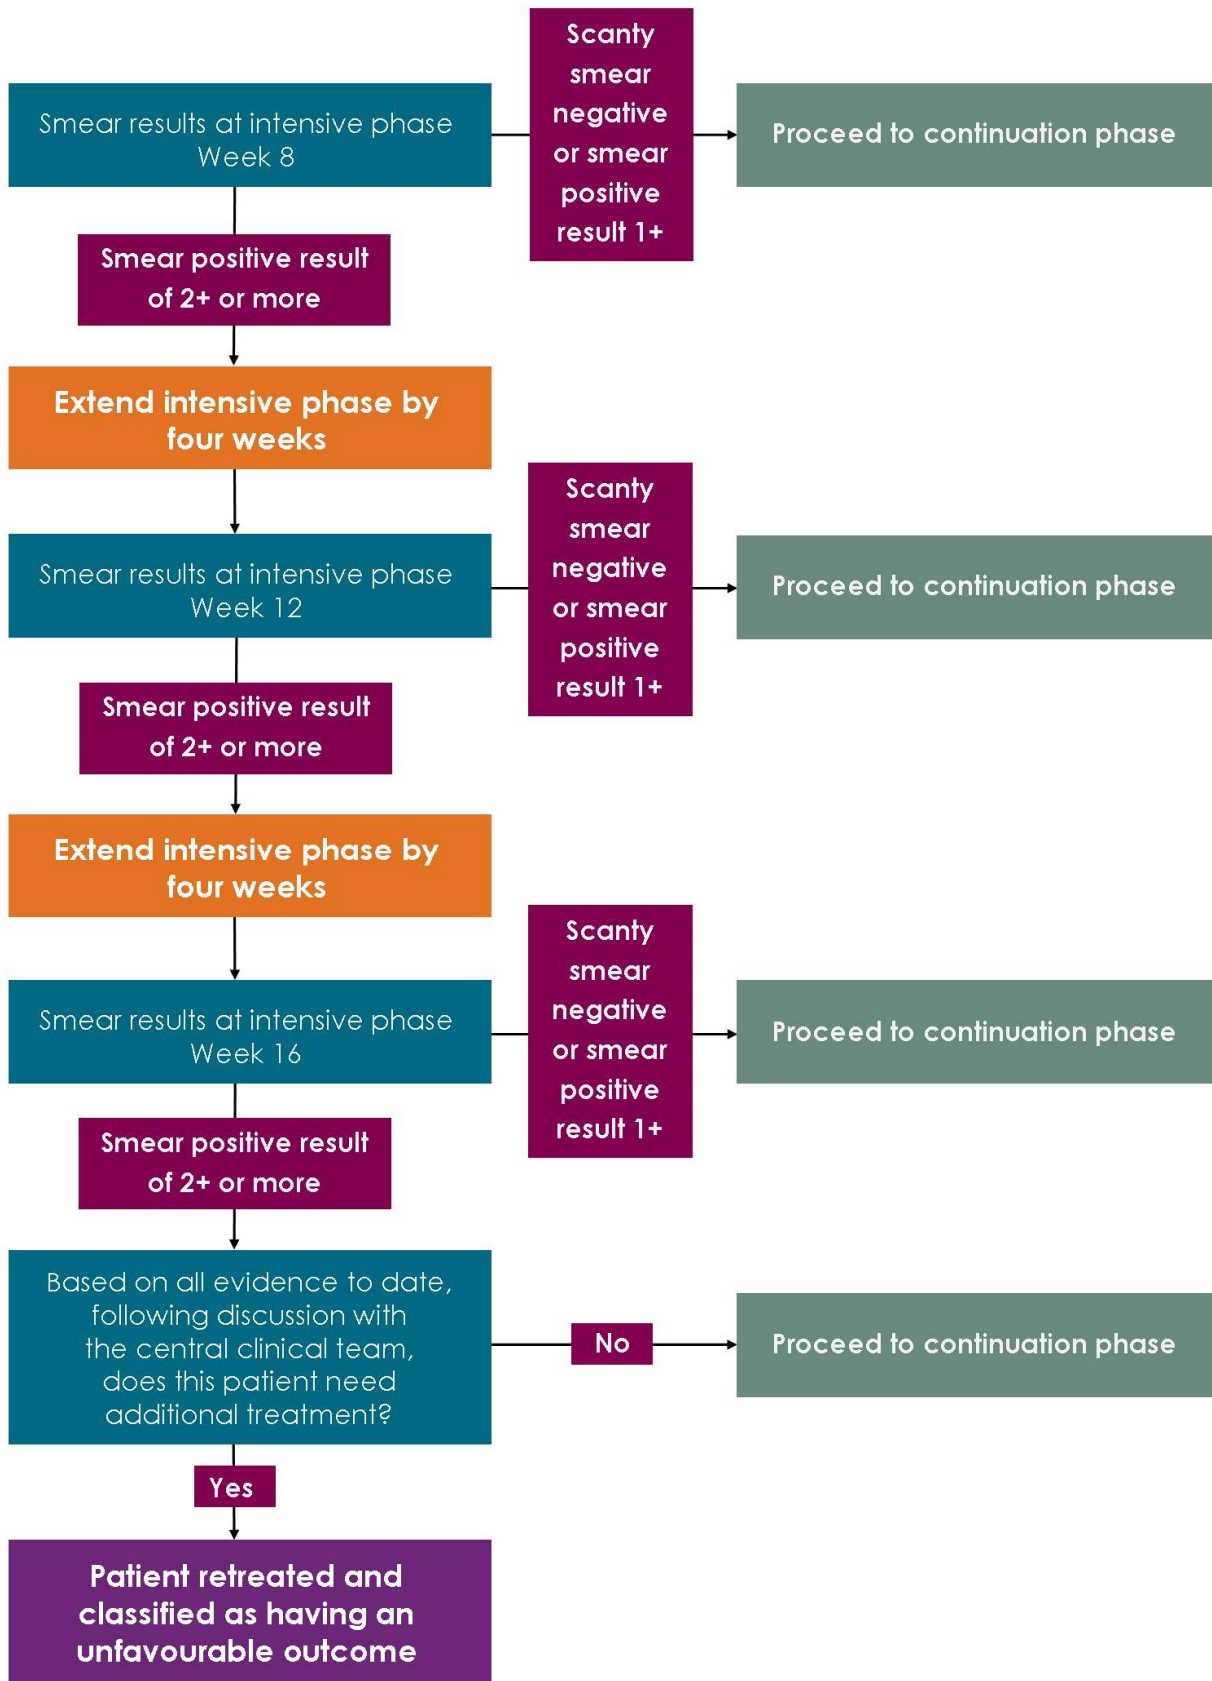 Scanty
smear
negative
or smear
positive
result 1+
Smear results at intensive phase
Week 8
Proceed to continuation phase
Smear positive result
of 2+ or more
Extend intensive phase by
four weeks
Scanty
smear
negative
or smear
positive
result 1+
Smear results at intensive phase
Week 12
Proceed to continuation phase
Smear positive result
of 2+ or more
Extend intensive phase by
four weeks
Scanty
smear
negative
or smear
positive
result 1+
Smear results at intensive phase
Week 16
Proceed to continuation phase
Smear positive result
of 2+ or more
Based on all evidence to date,
following discussion with
the central clinical team,
does this patient need
additional treatment?
No
Proceed to continuation phase
Yes
Patient retreated and
classified as having an
unfavourable outcome